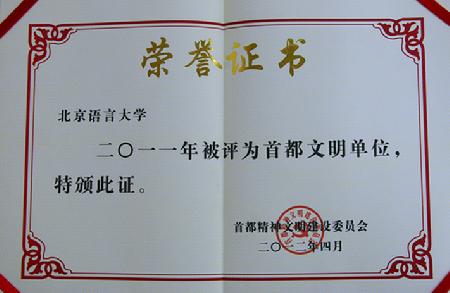 荣誉证书
北京语言大学
二〇一一年被评为首都文明单位，
特颁此证。
首都精神文明建设委员会
二〇一二年四月